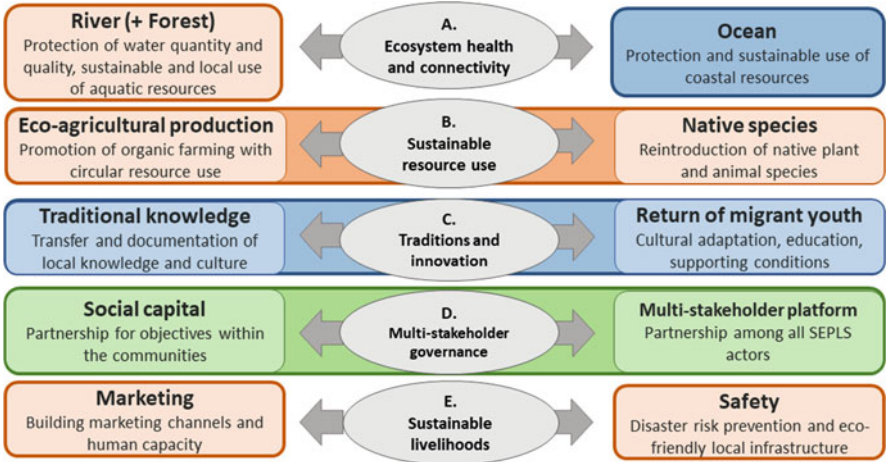 River (+ Forest)
Protection of water quantity and
quality, sustainable and local use
of aquatic resources
A.
Ecosystem health
and connectivity
Ocean
Protection and sustainable use of
coastal resources
Eco-agricultural production
Promotion of organic farming with
circular resource use
B.
Sustainable
resource use
Native species
Reintroduction of native plant
and animal species
Traditional knowledge
Transfer and documentation of
local knowledge and culture
C.
Traditions and
innovation
Return of migrant youth
Cultural adaptation, education,
supporting conditions
Social capital
Partnership for objectives within
the communities
D.
Multi-stakeholder
governance
Multi-stakeholder platform
Partnership among all SEPLS
actors
Marketing
Building marketing channels and
human capacity
E.
Sustainable
livelihoods
Safety
Disaster risk prevention and eco-
friendly local infrastructure